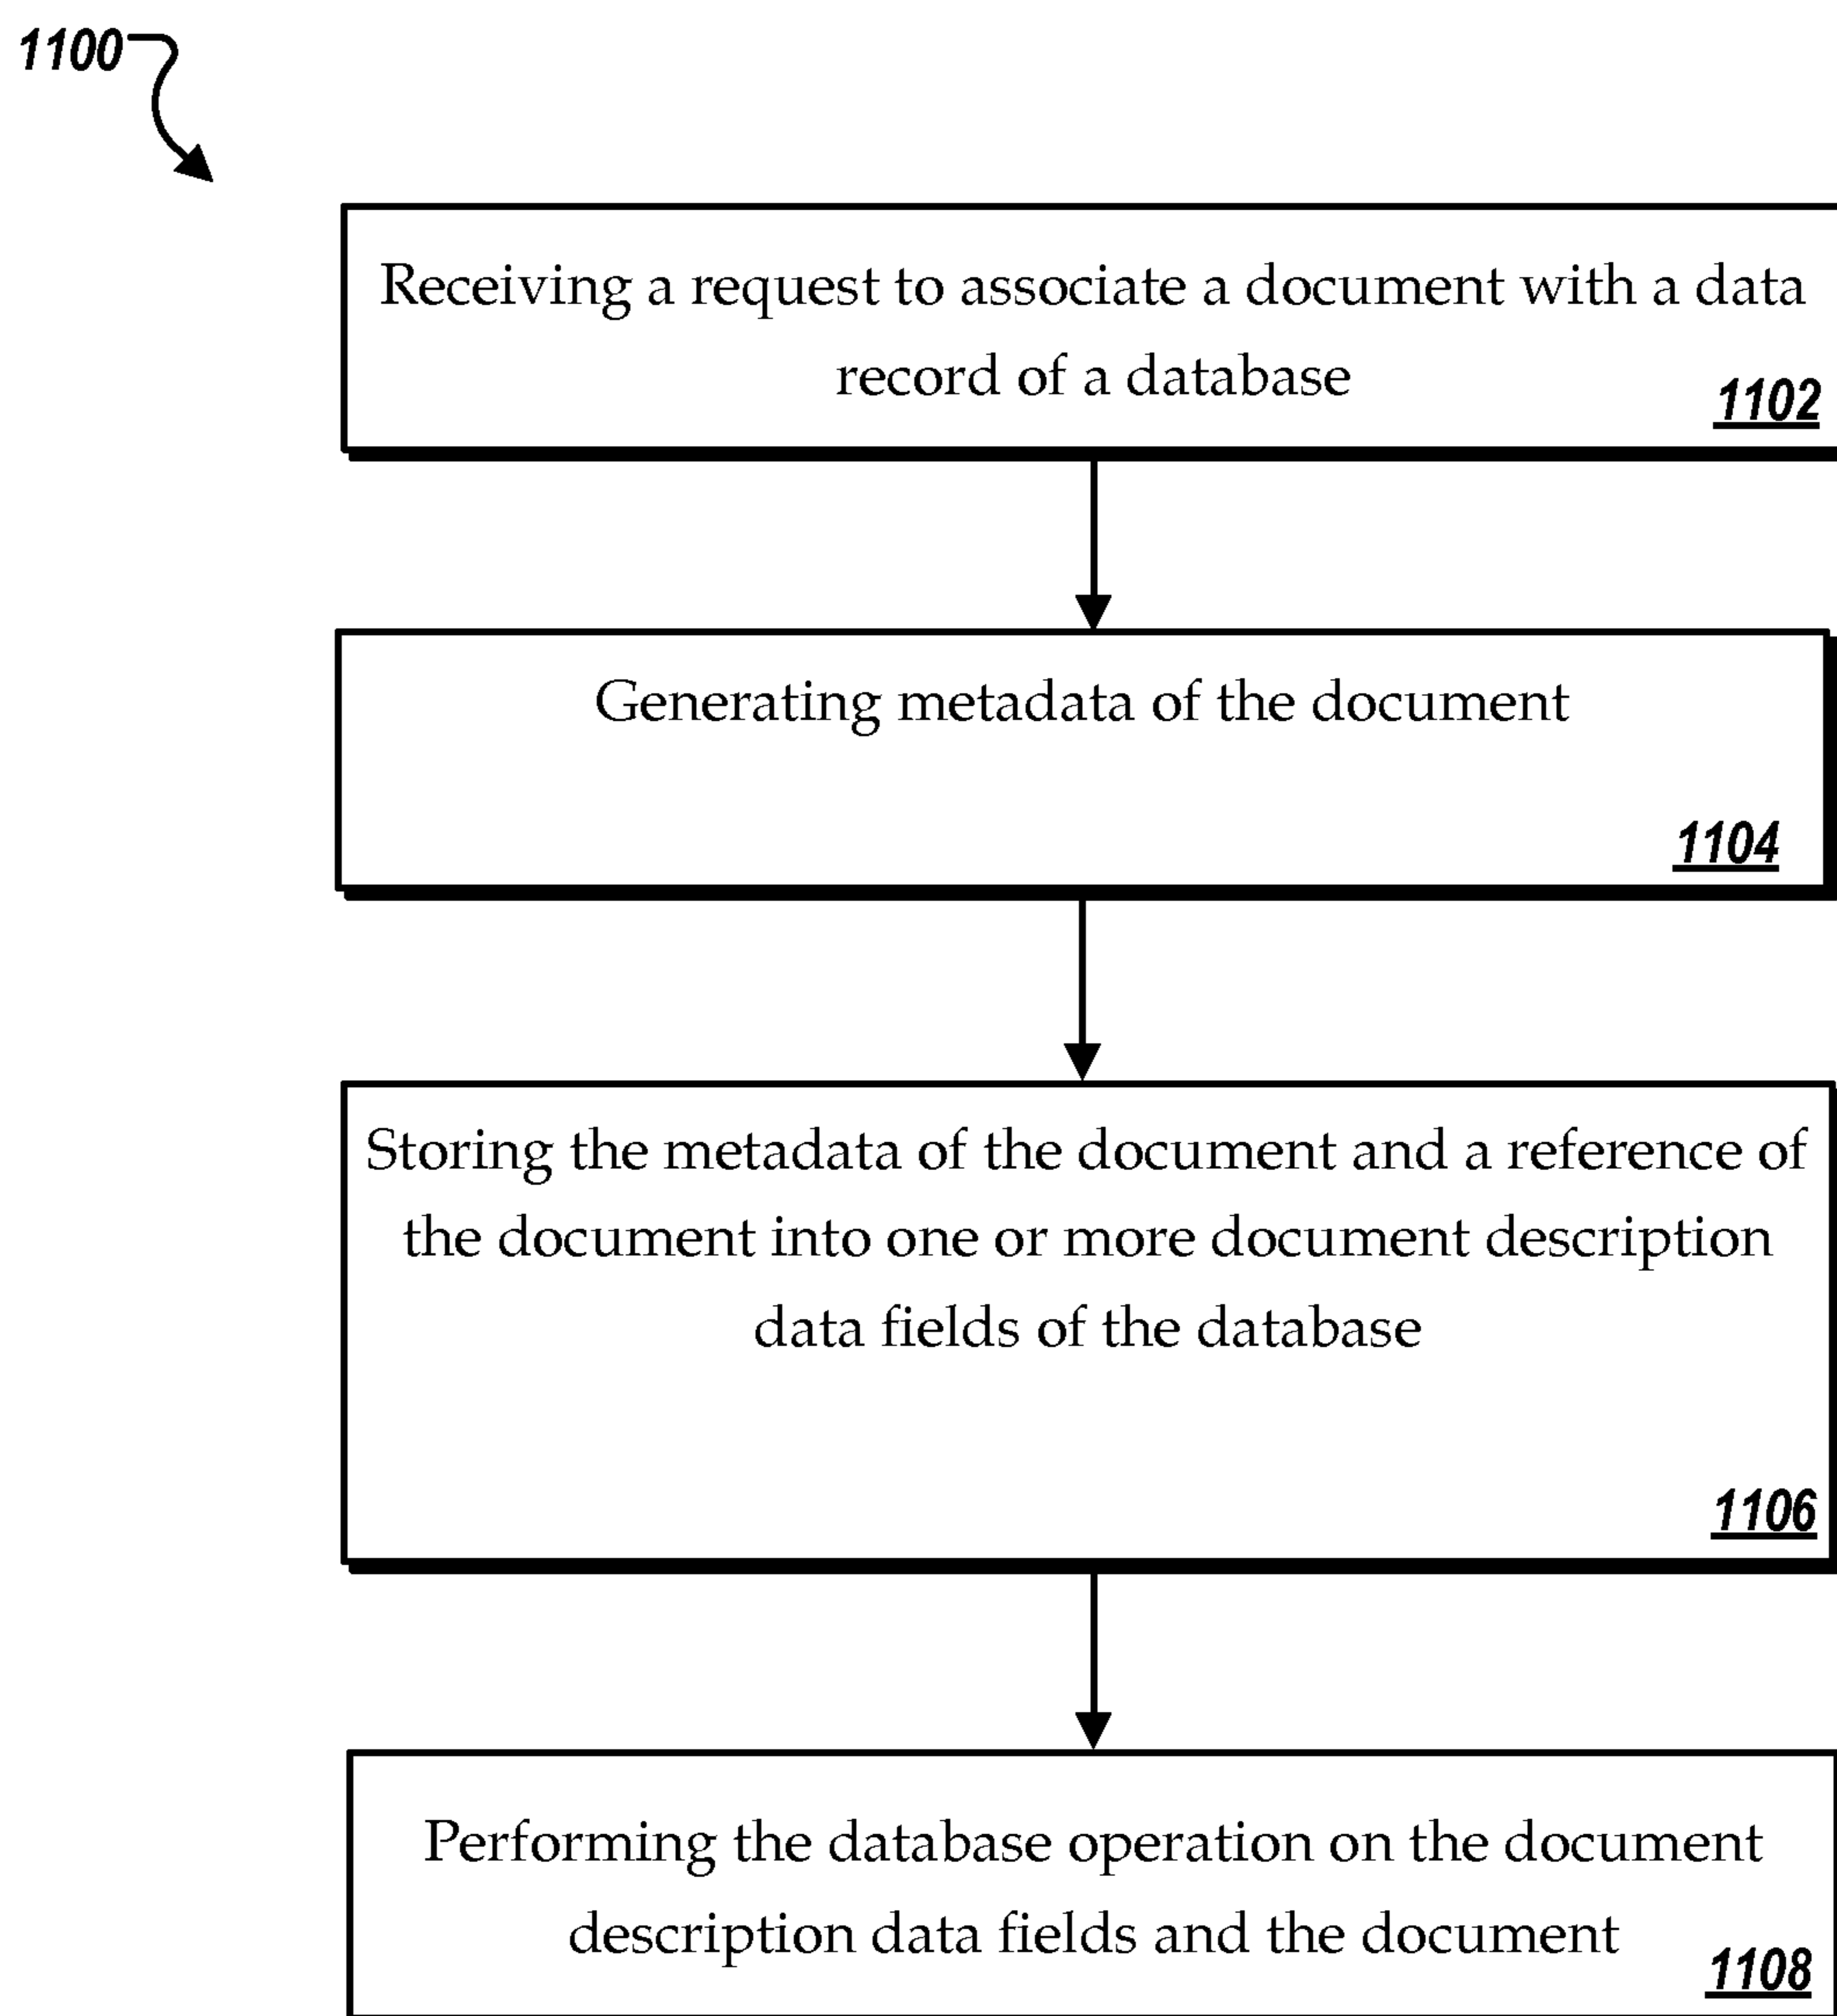 1100
Receiving a request to associate a document with a data
record of a database
1102
Generating metadata of the document
1104
Storing the metadata of the document and a reference of
the document into one or more document description
data fields of the database
1106
Performing the database operation on the document
description data fields and the document
1108